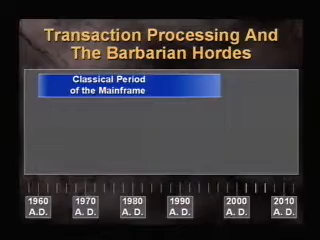 Transaction Processing And
The Barbarian Hordes
Classical Period
of the Mainframe
1960 1970 1980 1990 2000 2010
A.D. A. D. A. D. A. D. A. D. A. D.